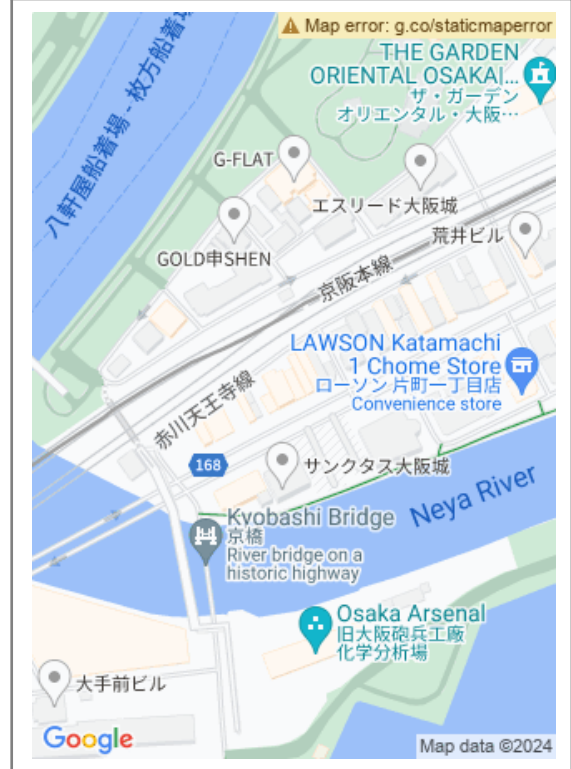 Map error: g.co/staticmaperror
THE GARDEN
ORIENTAL OSAKA|...
ザ・ガーデン
オリエンタル・大阪…
八軒屋船着場 - 枚方船着場
G-FLAT
エスリード大阪城
荒井ビル
GOLD申SHEN
京阪本線
LAWSON Katamachi
1 Chome Store
ローソン 片町一丁目店
Convenience store
赤川天王寺線
168
サンクタス大阪城
Neya River
Kyobashi Bridge
京橋
River bridge on a
historic highway
Osaka Arsenal
旧大阪砲兵工廠
化学分析場
大手前ビル
Google
Map data ©2024